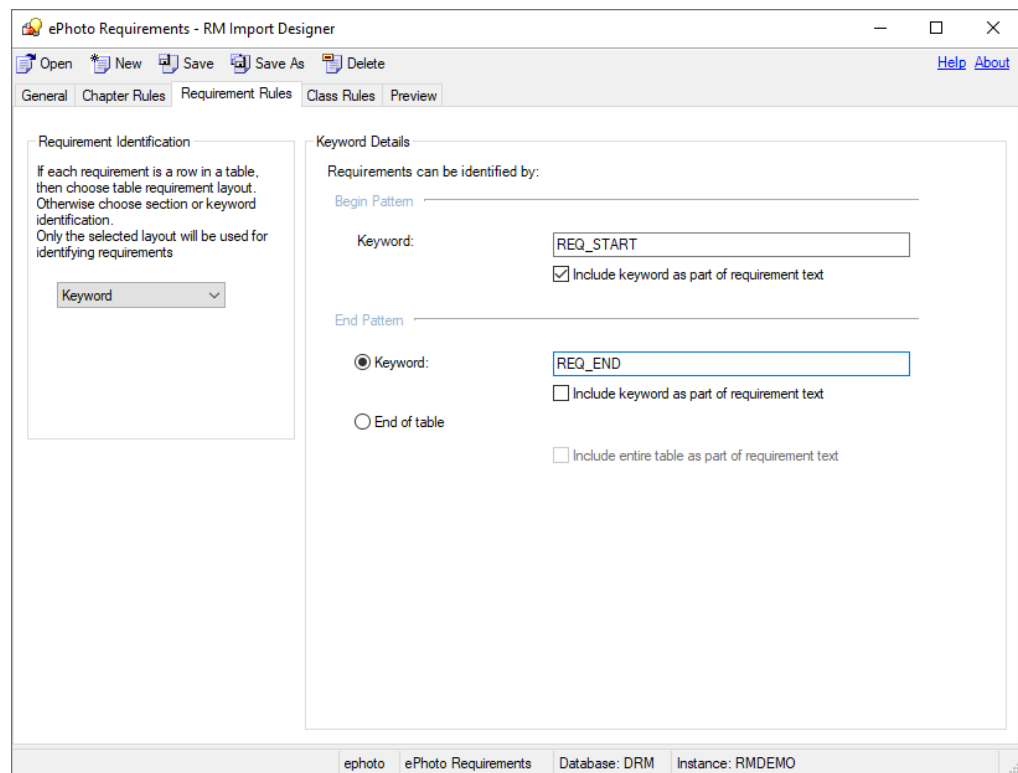 ePhoto Requirements - RM Import Designer
Open New Save Save As Delete Help About
General Chapter Rules Requirement Rules Class Rules Preview
Requirement Identification
If each requirement is a row in a table,
then choose table requirement layout.
Otherwise choose section or keyword
identification.
Only the selected layout will be used for
identifying requirements
Keyword
Keyword Details
Requirements can be identified by:
Begin Pattern
Keyword: REQ_START
Include keyword as part of requirement text
End Pattern
Keyword: REQ_END
Include keyword as part of requirement text
End of table
Include entire table as part of requirement text
ephoto ePhoto Requirements Database: DRM Instance: RMDEMO